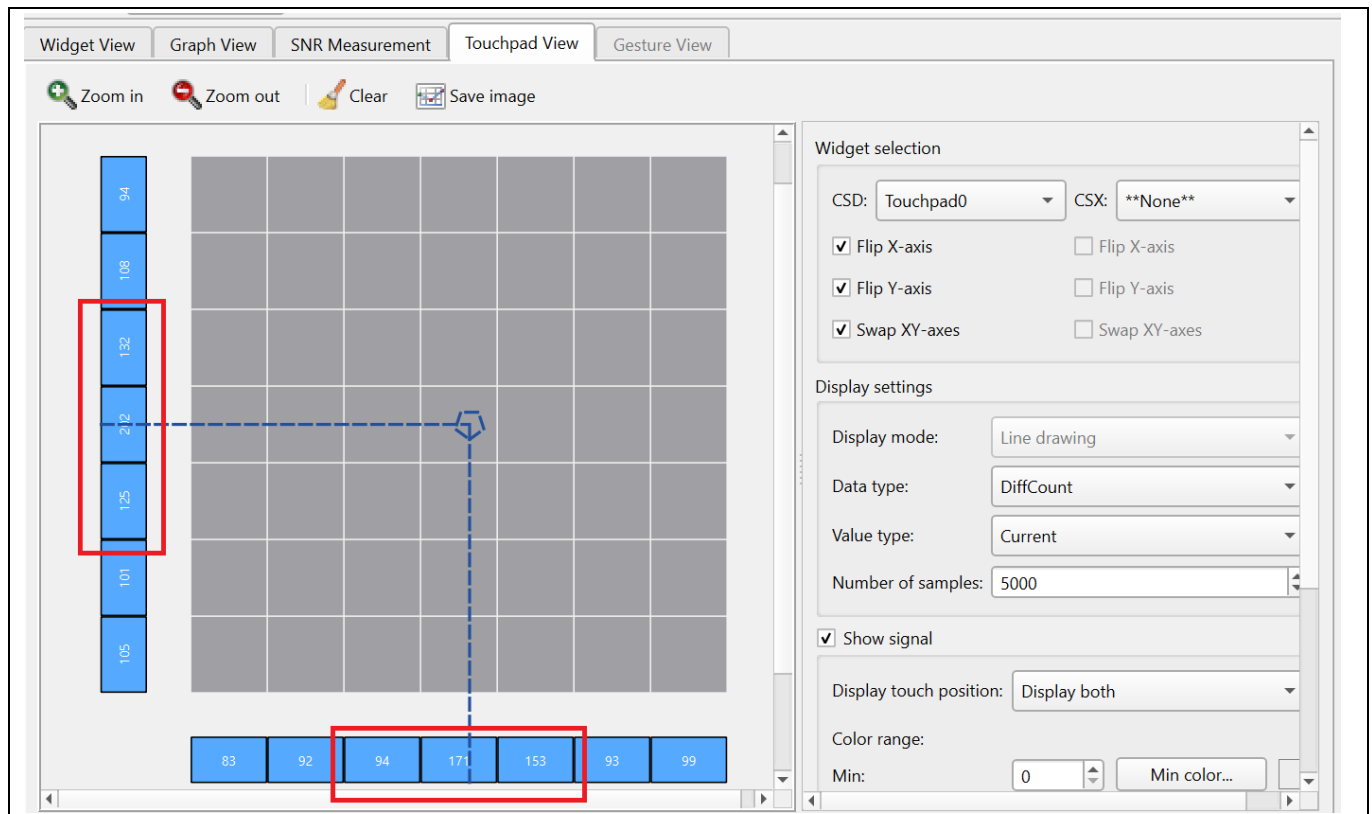 Widget View Graph View SNR Measurement Touchpad View Gesture View
Zoom in Zoom out Clear Save image
94
108
132
202
125
101
105
83 92 94 171 153 93 99
Widget selection
CSD: Touchpad0 CSX: **None**
Flip X-axis Flip X-axis
Flip Y-axis Flip Y-axis
Swap XY-axes Swap XY-axes
Display settings
Display mode: Line drawing
Data type: DiffCount
Value type: Current
Number of samples: 5000
Show signal
Display touch position: Display both
Color range:
Min: 0 Min color...